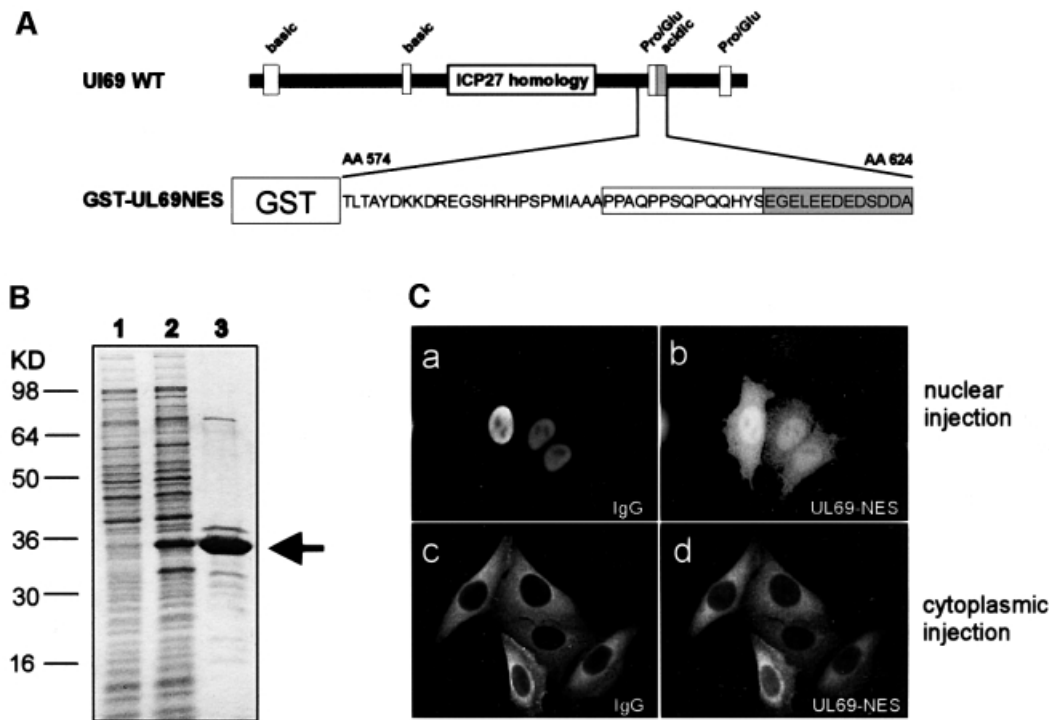 A
basic
basic
Pro/Glu
acidic
Pro/Glu
Ul69 WT
ICP27 homology
AA 574
AA 624
GST-UL69NES
GST
TLTAYDKKDREGSHRHPSPMIAAAPPAQPPSQPQQHYSEGELEEDEDSDDA
B
1 2 3
KD
98
64
50
36
30
16
C
a
IgG
b
UL69-NES
nuclear
injection
c
IgG
d
UL69-NES
cytoplasmic
injection